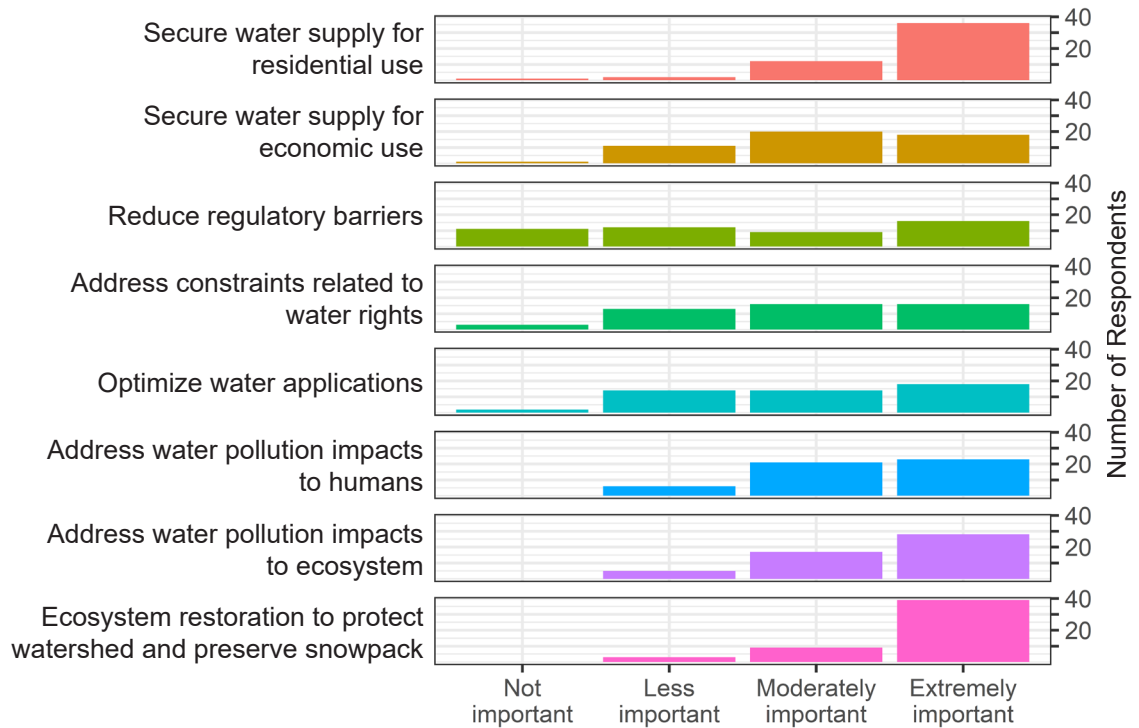 Secure water supply for
residential use
40
20
Secure water supply for
economic use
40
20
Reduce regulatory barriers
40
20
Address constraints related to
water rights
40
20
Optimize water applications
40
20
Address water pollution impacts
to humans
40
20
Address water pollution impacts
to ecosystem
40
20
Ecosystem restoration to protect
watershed and preserve snowpack
40
20
Number of Respondents
Not
important
Less
important
Moderately
important
Extremely
important